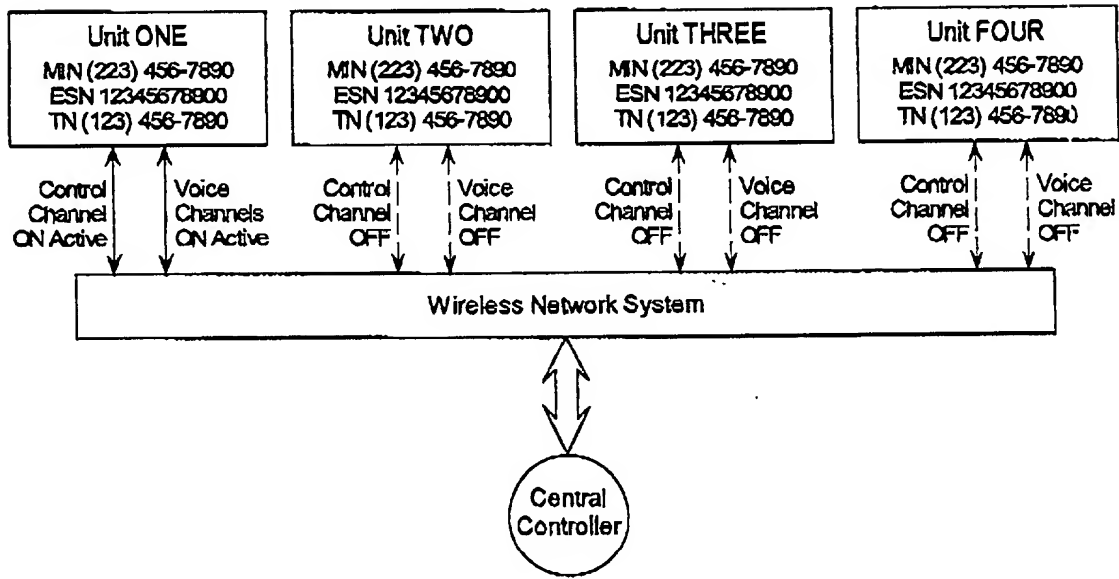 Unit ONE
MIN (223) 456-7890
ESN 12345678900
TN (123) 456-7890
Unit TWO
MIN (223) 456-7890
ESN 12345678900
TN (123) 456-7890
Unit THREE
MIN (223) 456-7890
ESN 12345678900
TN (123) 456-7890
Unit FOUR
MIN (223) 456-7890
ESN 12345678900
TN (123) 456-7890
Control
Channel
ON Active
Voice
Channels
ON Active
Control
Channel
OFF
Voice
Channel
OFF
Control
Channel
OFF
Voice
Channel
OFF
Control
Channel
OFF
Voice
Channel
OFF
Wireless Network System
Central
Controller